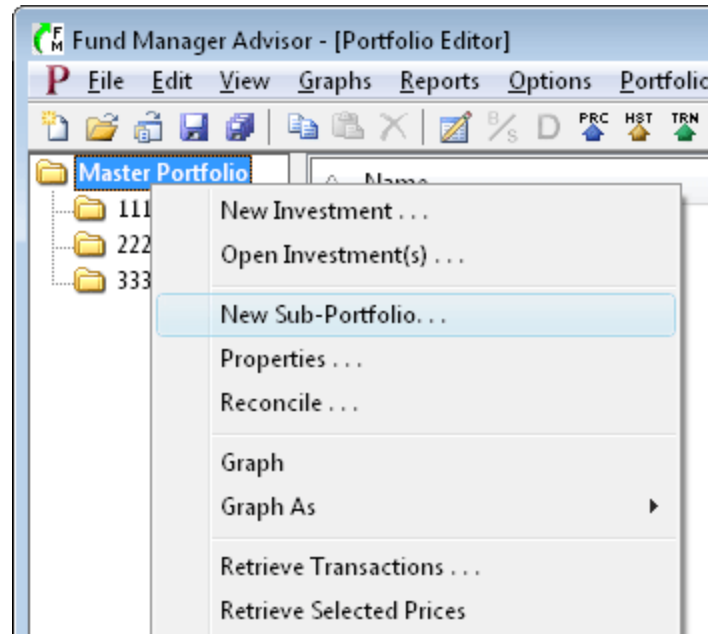 Fund Manager Advisor - [Portfolio Editor]
File Edit View Graphs Reports Options Portfolio
B/S D PRC HST TRN
Master Portfolio
Name
111
222
333
New Investment . . .
Open Investment(s) . . .
New Sub-Portfolio. . .
Properties . . .
Reconcile . . .
Graph
Graph As
Retrieve Transactions . . .
Retrieve Selected Prices